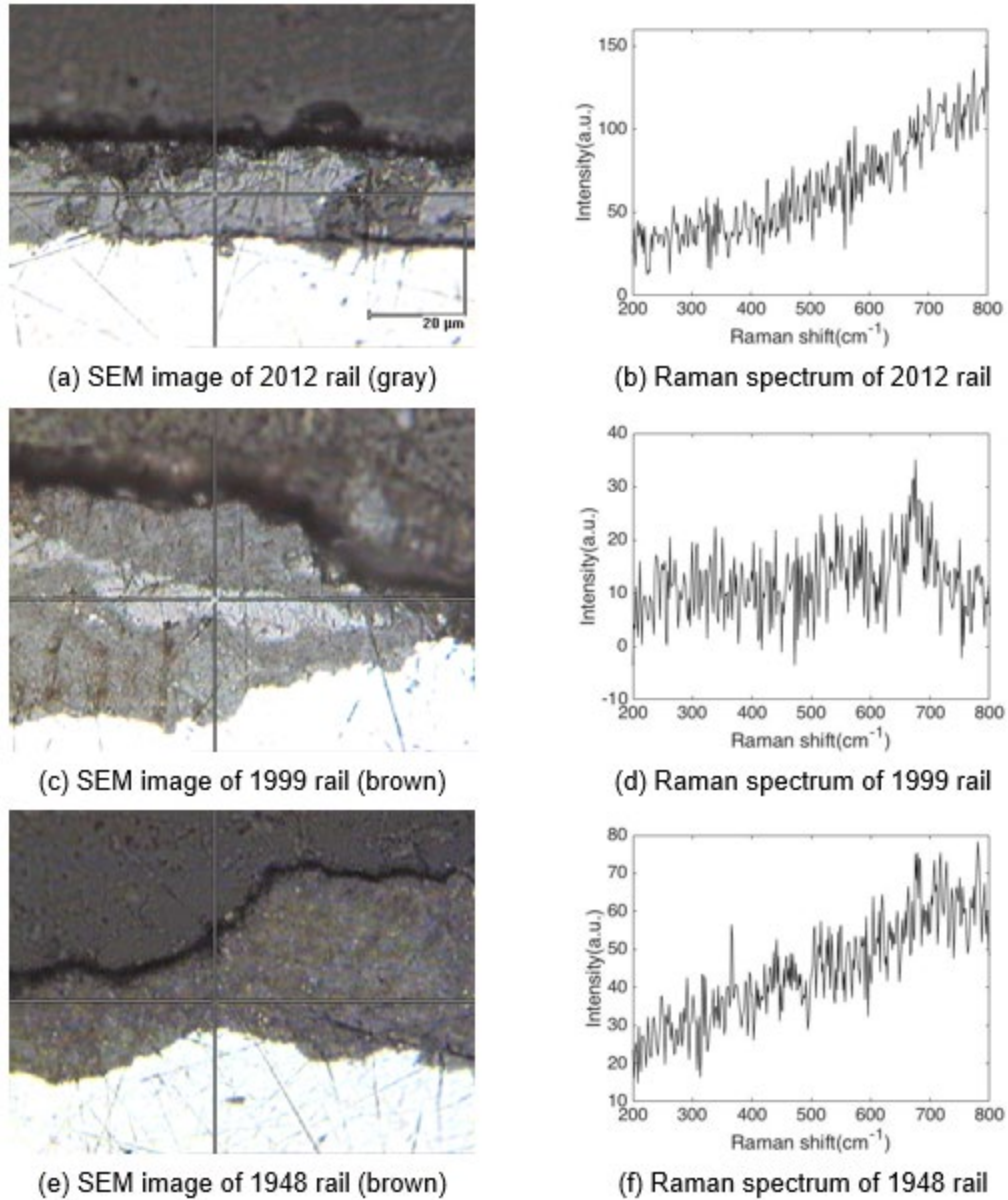 20 µm
(a) SEM image of 2012 rail (gray)
150
100
50
0
Intensity(a.u.)
200 300 400 500 600 700 800
Raman shift(cm⁻¹)
(b) Raman spectrum of 2012 rail
(c) SEM image of 1999 rail (brown)
40
30
20
10
0
-10
Intensity(a.u.)
200 300 400 500 600 700 800
Raman shift(cm⁻¹)
(d) Raman spectrum of 1999 rail
(e) SEM image of 1948 rail (brown)
80
70
60
50
40
30
20
10
Intensity(a.u.)
200 300 400 500 600 700 800
Raman shift(cm⁻¹)
(f) Raman spectrum of 1948 rail